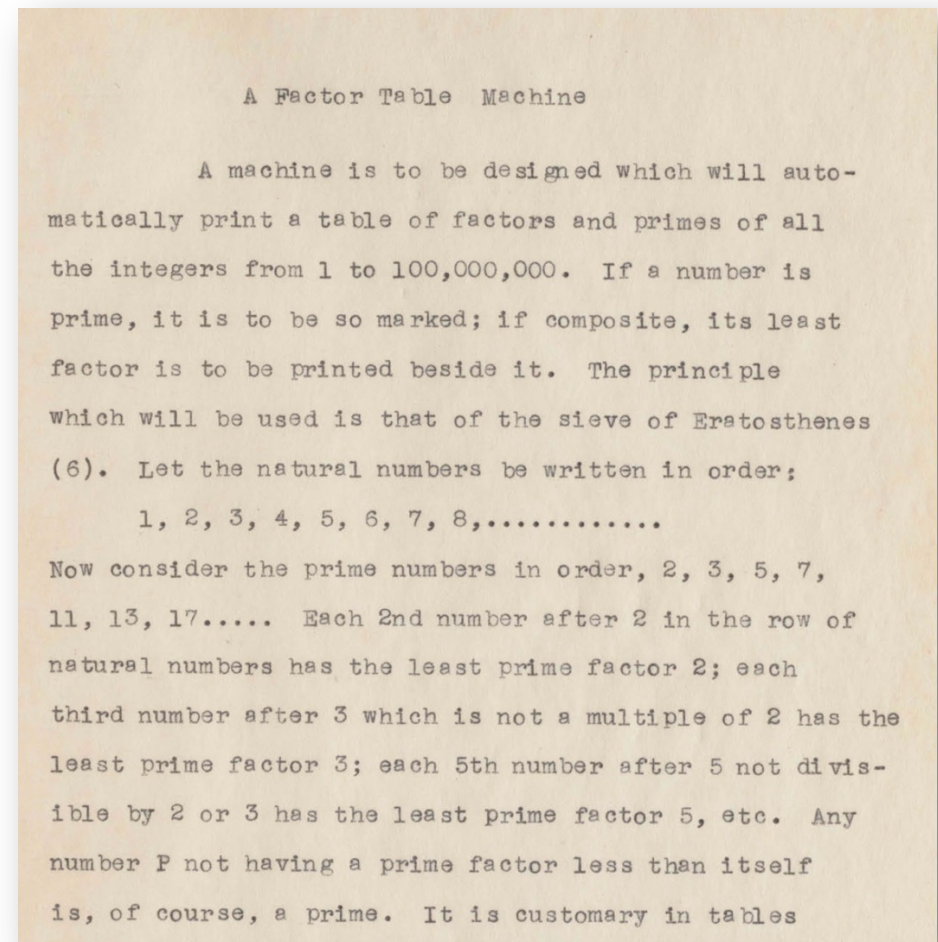 A Factor Table Machine
A machine is to be designed which will auto-
matically print a table of factors and primes of all
the integers from 1 to 100,000,000. If a number is
prime, it is to be so marked; if composite, its least
factor is to be printed beside it. The principle
which will be used is that of the sieve of Eratosthenes
(6). Let the natural numbers be written in order:
1, 2, 3, 4, 5, 6, 7, 8,............
Now consider the prime numbers in order, 2, 3, 5, 7,
11, 13, 17..... Each 2nd number after 2 in the row of
natural numbers has the least prime factor 2; each
third number after 3 which is not a multiple of 2 has the
least prime factor 3; each 5th number after 5 not divis-
ible by 2 or 3 has the least prime factor 5, etc. Any
number P not having a prime factor less than itself
is, of course, a prime. It is customary in tables